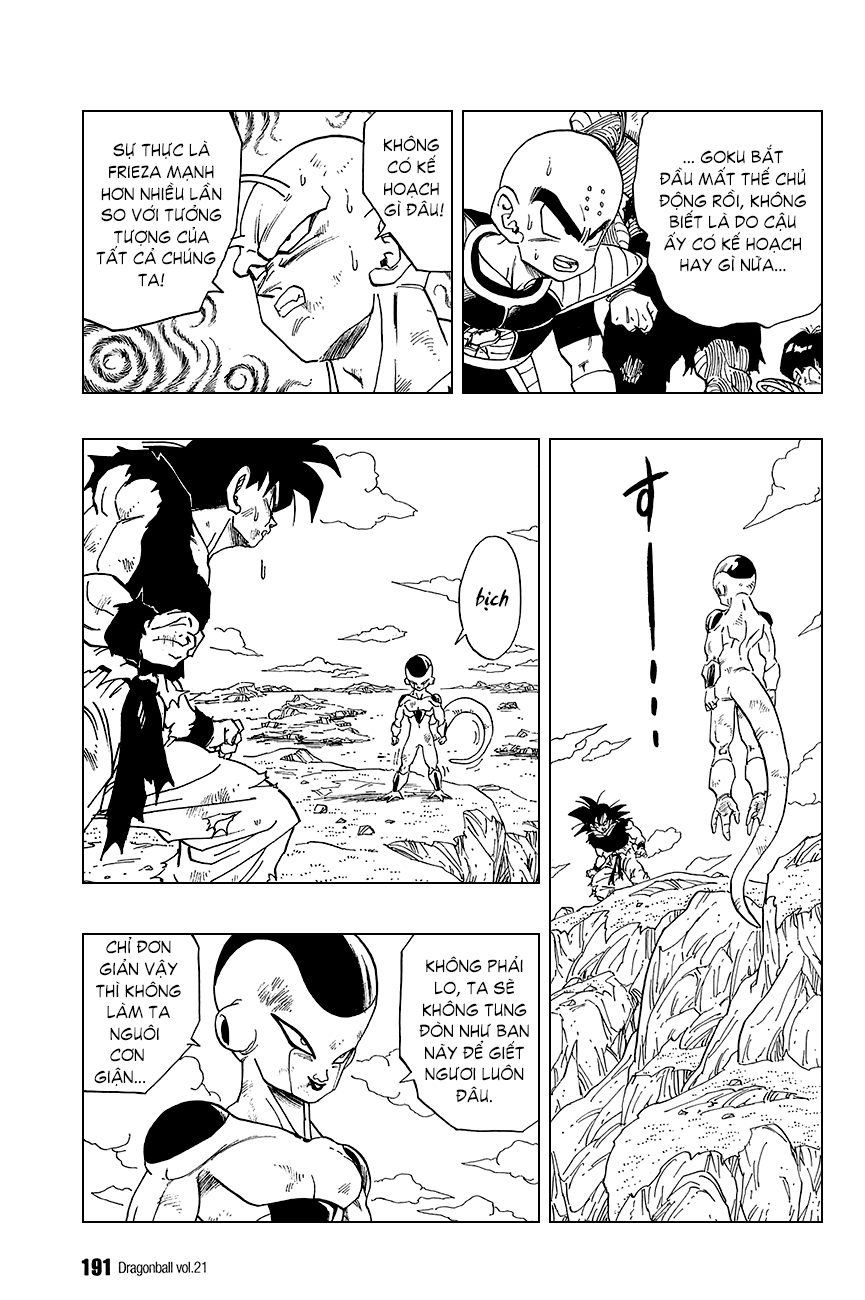 ... GOKU BẮT
ĐẦU MẤT THẾ CHỦ
ĐỘNG RỒI, KHÔNG
BIẾT LÀ DO CẬU
ẤY CÓ KẾ HOẠCH
HAY GÌ NỮA...
KHÔNG
CÓ KẾ
HOẠCH
GÌ ĐÂU!
SỰ THỰC LÀ
FRIEZA MẠNH
HƠN NHIỀU LẦN
SO VỚI TƯỞNG
TƯỢNG CỦA
TẤT CẢ CHÚNG
TA!
すー...
bịch
KHÔNG PHẢI
LO, TA SẼ
KHÔNG TUNG
ĐÒN NHƯ BAN
NÃY ĐỂ GIẾT
NGƯƠI LUÔN
ĐÂU.
CHỈ ĐƠN
GIẢN VẬY
THÌ KHÔNG
LÀM TA
NGUÔI
CƠN
GIẬN...
191 Dragonball vol.21